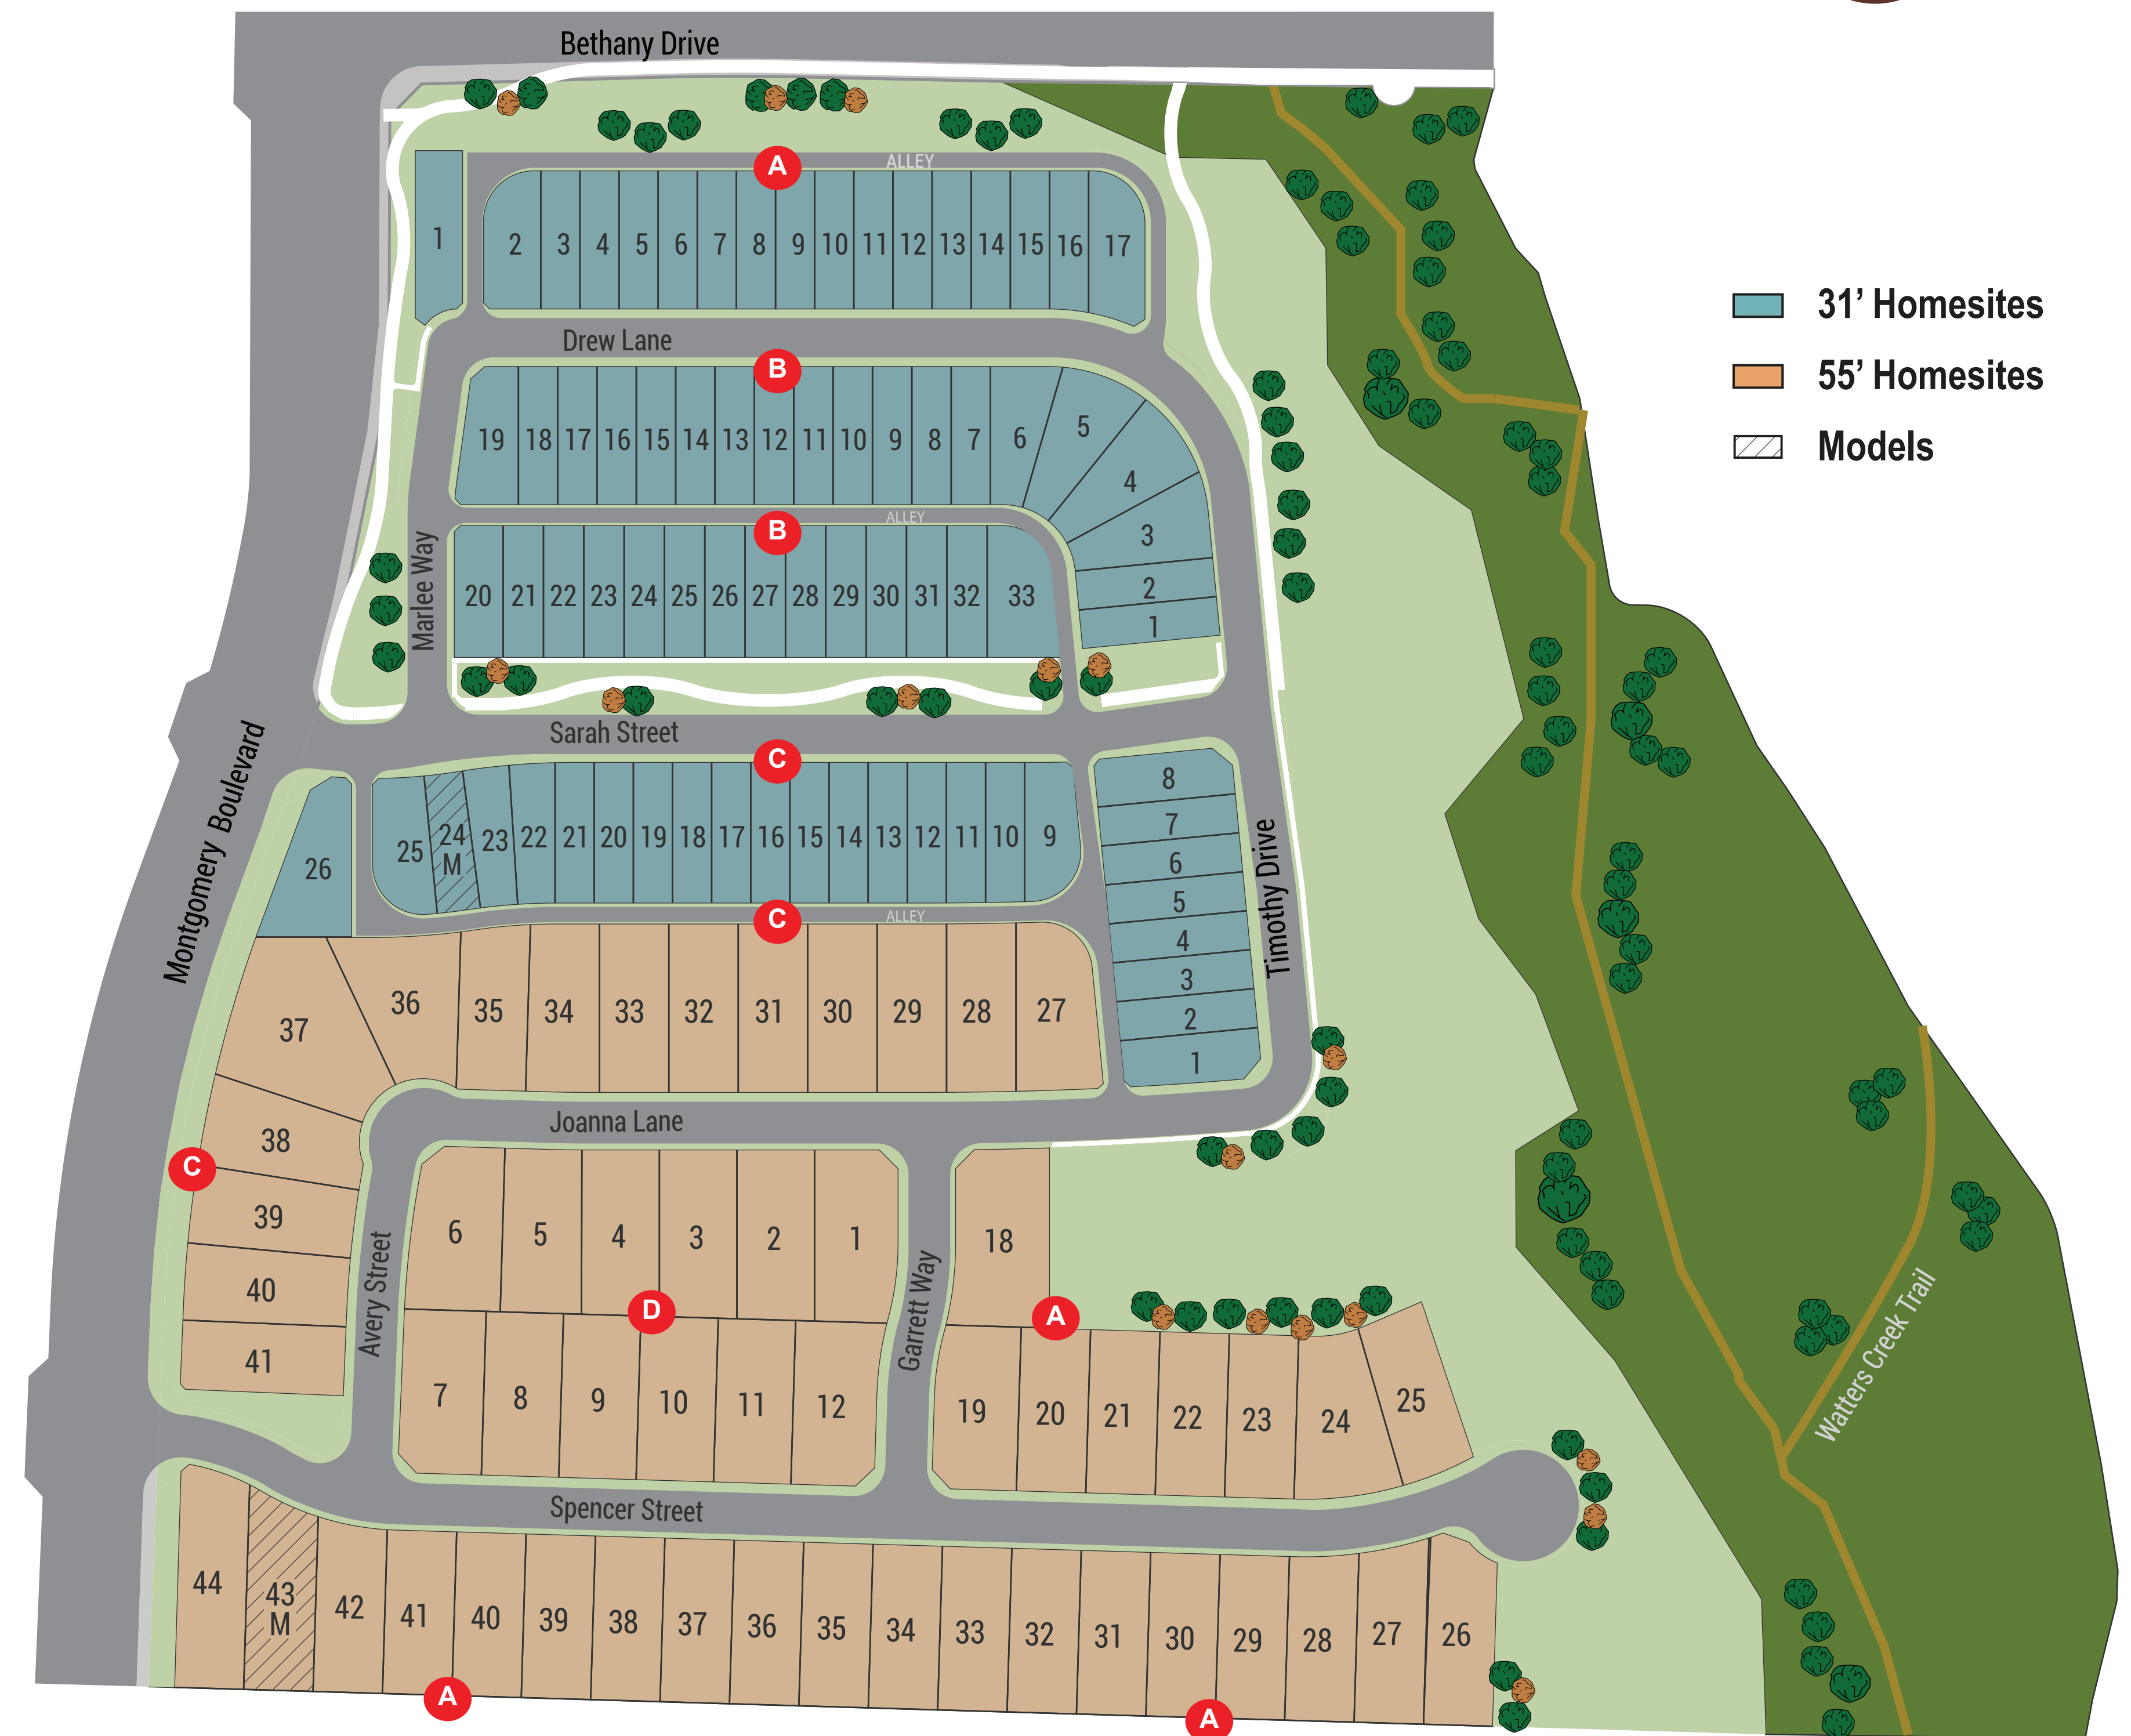 Bethany Drive
ALLEY
A
1
2 3 4 5 6 7 8 9 10 11 12 13 14 15 16 17
31’ Homesites
55’ Homesites
Models
Drew Lane
B
19 18 17 16 15 14 13 12 11 10 9 8 7 6 5 4 3 2 1
ALLEY
B
Marlee Way
20 21 22 23 24 25 26 27 28 29 30 31 32 33
Sarah Street
Montgomery Boulevard
C
26 25 24 M 23 22 21 20 19 18 17 16 15 14 13 12 11 10 9
8
7
6
5
4
3
2
1
Timothy Drive
ALLEY
C
37 36 35 34 33 32 31 30 29 28 27
Joanna Lane
38
C
39
40
41
Avery Street
6 5 4 3 2 1
D
7 8 9 10 11 12
Garrett Way
18
A
19 20 21 22 23 24 25
Watters Creek Trail
Spencer Street
44 43 M 42 41 40 39 38 37 36 35 34 33 32 31 30 29 28 27 26
A
A